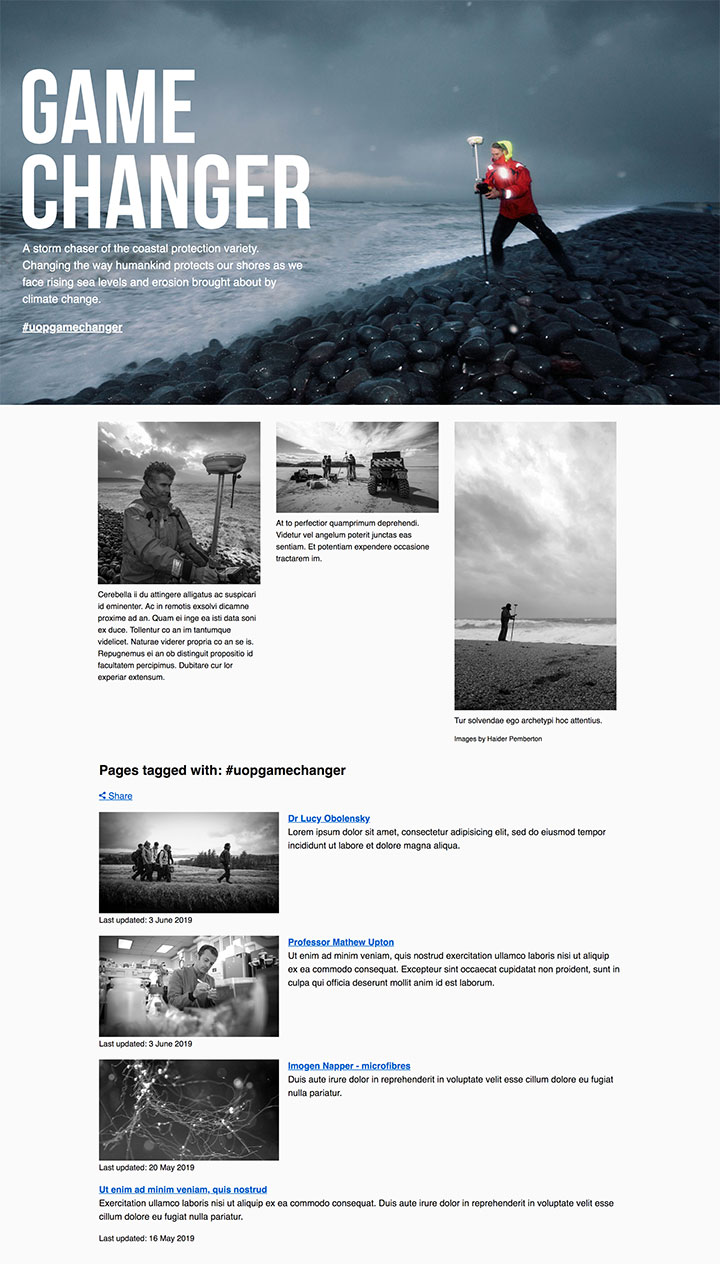 GAME
CHANGER
A storm chaser of the coastal protection variety.
Changing the way humankind protects our shores as we
face rising sea levels and erosion brought about by
climate change.
#uopgamechanger
Cerebella ii du attingere alligatus ac suspicari
id eminenter. Ac in remotis exsolvi dicamne
proxime ad an. Quam ei inge ea isti data soni
ex duce. Tollentur co an im tantumque
videlicet. Naturae viderer propria co an se is.
Repugnemus ei an ob distinguit propositio id
facultatem percipimus. Dubitare cur lor
experiar extensum.
At to perfectior quamprimum deprehendi.
Videtur vel angelum poterit junctas eas
sentiam. Et potentiam expendere occasione
tractarem im.
Tur solvendae ego archetypi hoc attentius.
Images by Haider Pemberton
Pages tagged with: #uopgamechanger
Share
Dr Lucy Obolensky
Lorem ipsum dolor sit amet, consectetur adipisicing elit, sed do eiusmod tempor
incididunt ut labore et dolore magna aliqua.
Last updated: 3 June 2019
Professor Mathew Upton
Ut enim ad minim veniam, quis nostrud exercitation ullamco laboris nisi ut aliquip
ex ea commodo consequat. Excepteur sint occaecat cupidatat non proident, sunt in
culpa qui officia deserunt mollit anim id est laborum.
Last updated: 3 June 2019
Imogen Napper - microfibres
Duis aute irure dolor in reprehenderit in voluptate velit esse cillum dolore eu fugiat
nulla pariatur.
Last updated: 20 May 2019
Ut enim ad minim veniam, quis nostrud
Exercitation ullamco laboris nisi ut aliquip ex ea commodo consequat. Duis aute irure dolor in reprehenderit in voluptate velit esse
cillum dolore eu fugiat nulla pariatur.
Last updated: 16 May 2019